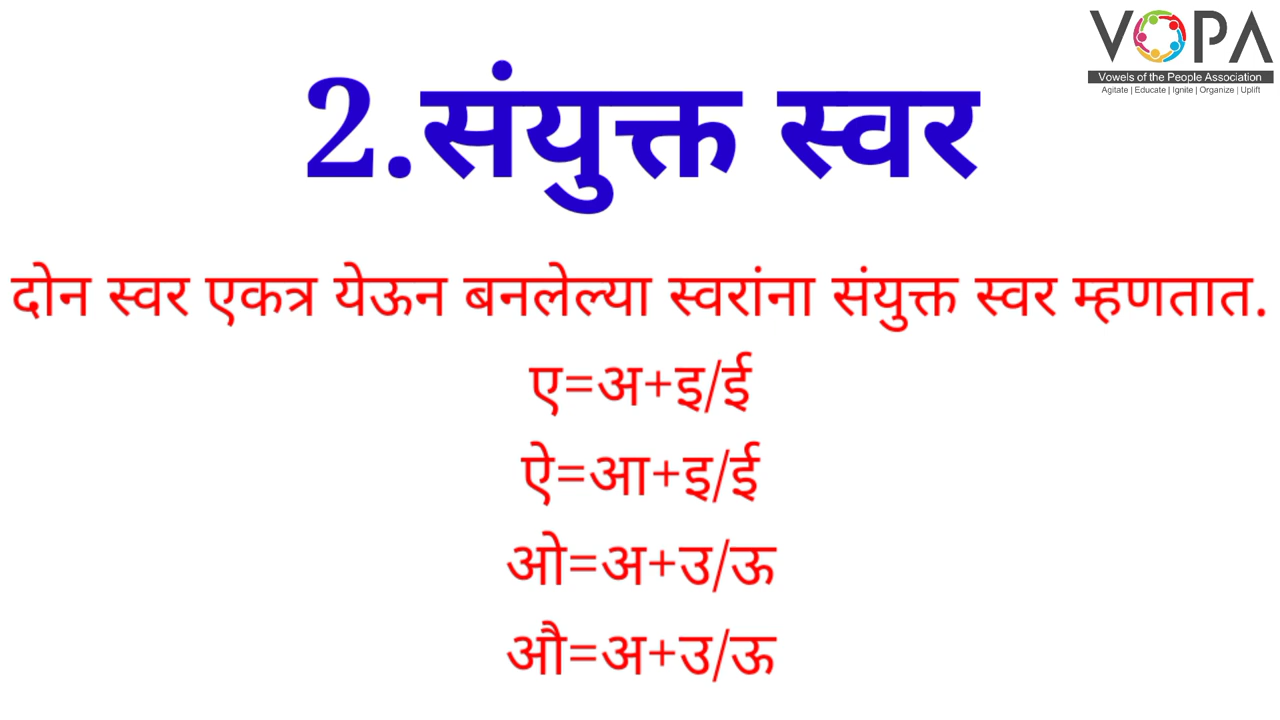 VOPA
Vowels of the People Association
Agitate | Educate | Ignite | Organize | Uplift
2.संयुक्त स्वर
दोन स्वर एकत्र येऊन बनलेल्या स्वरांना संयुक्त स्वर म्हणतात.
ए=अ+इ/ई
ऐ=आ+इ/ई
ओ=अ+उ/ऊ
औ=अ+उ/ऊ